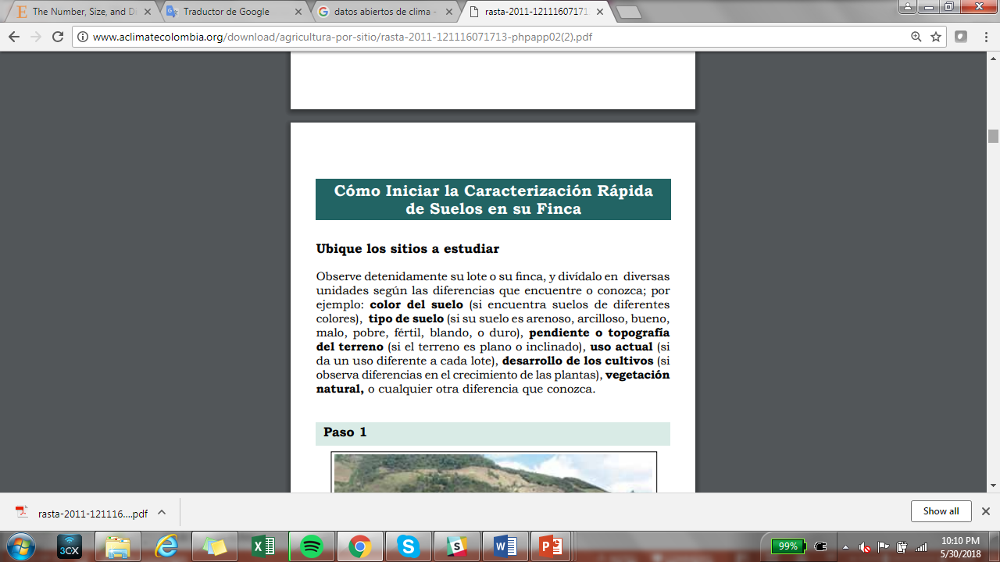 The Number, Size, and D
Traductor de Google
datos abiertos de clima -
rasta-2011-1211160717
www.aclimatecolombia.org/download/agricultura-por-sitio/rasta-2011-121116071713-phpapp02(2).pdf
Cómo Iniciar la Caracterización Rápida
de Suelos en su Finca
Ubique los sitios a estudiar
Observe detenidamente su lote o su finca, y divídalo en diversas
unidades según las diferencias que encuentre o conozca; por
ejemplo: color del suelo (si encuentra suelos de diferentes
colores), tipo de suelo (si su suelo es arenoso, arcilloso, bueno,
malo, pobre, fértil, blando, o duro), pendiente o topografía
del terreno (si el terreno es plano o inclinado), uso actual (si
da un uso diferente a cada lote), desarrollo de los cultivos (si
observa diferencias en el crecimiento de las plantas), vegetación
natural, o cualquier otra diferencia que conozca.
Paso 1
rasta-2011-121116....pdf
Show all
3CX
99%
10:10 PM
5/30/2018